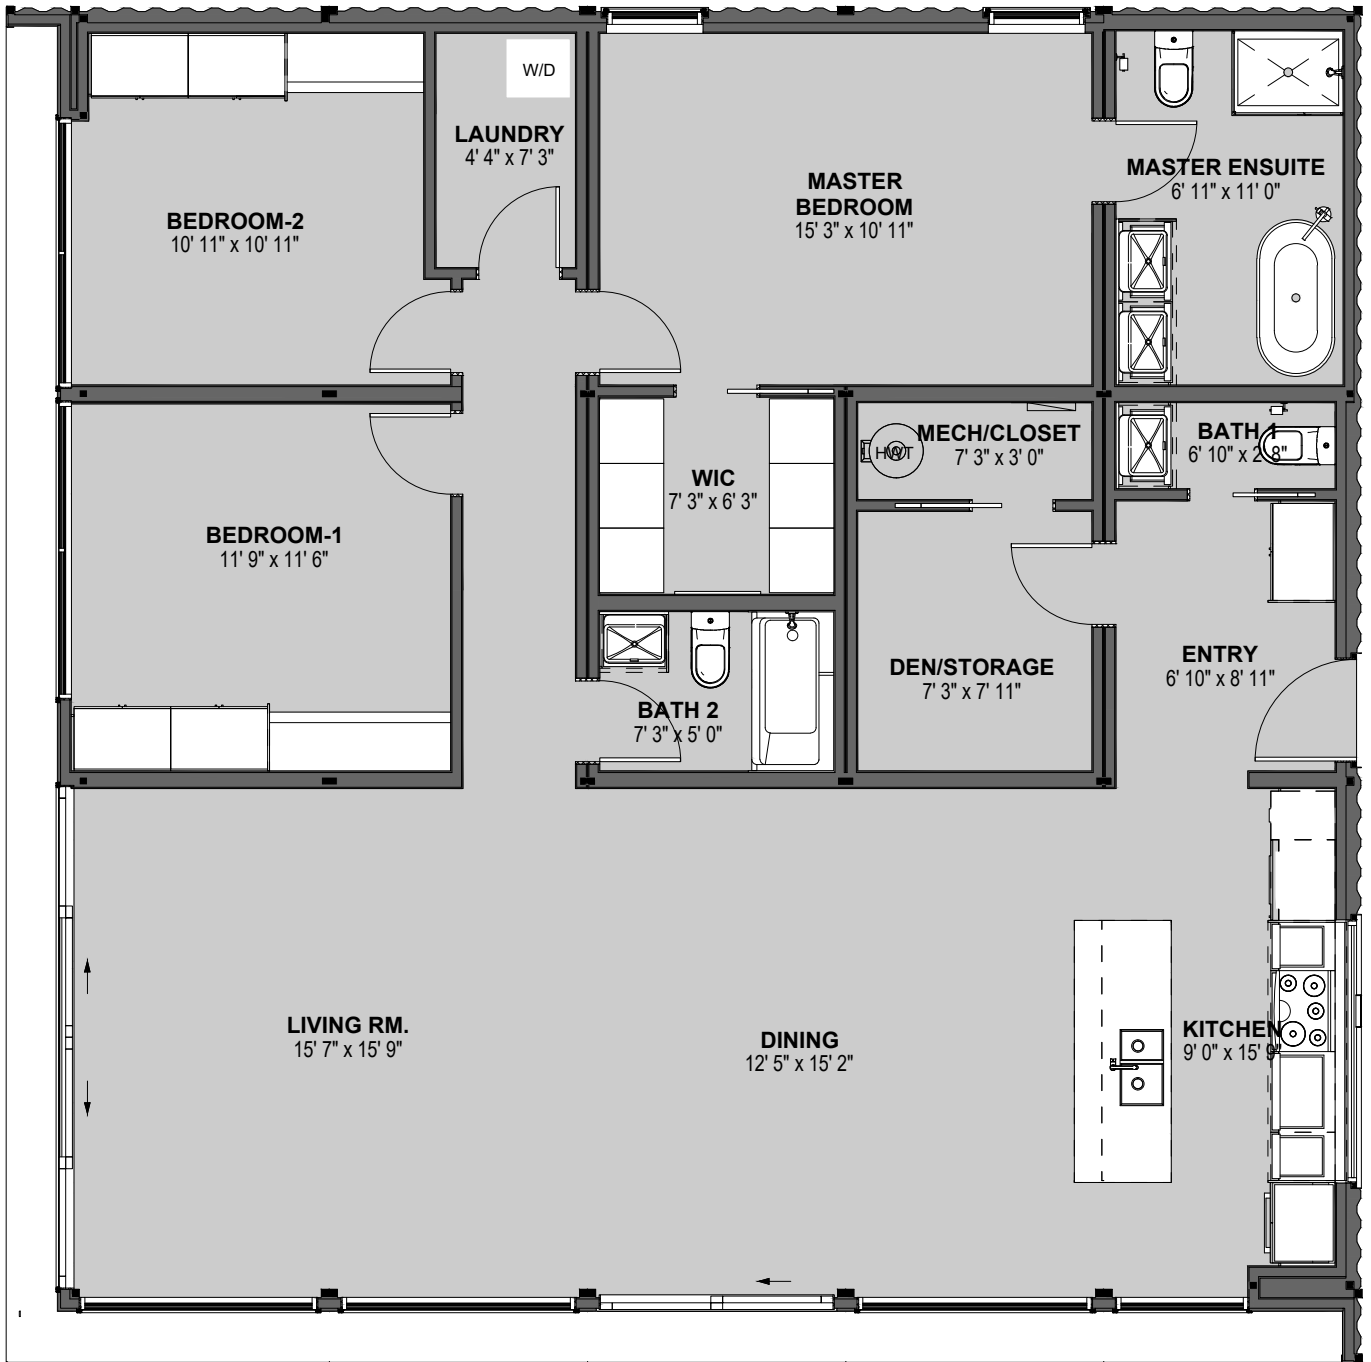 W/D
LAUNDRY
4' 4" x 7' 3"
MASTER
BEDROOM
15' 3" x 10' 11"
MASTER ENSUITE
6' 11" x 11' 0"
BEDROOM-2
10' 11" x 10' 11"
MECH/CLOSET
7' 3" x 3' 0"
HWT
BATH 1
6' 10" x 2' 8"
WIC
7' 3" x 6' 3"
BEDROOM-1
11' 9" x 11' 6"
DEN/STORAGE
7' 3" x 7' 11"
ENTRY
6' 10" x 8' 11"
BATH 2
7' 3" x 5' 0"
LIVING RM.
15' 7" x 15' 9"
DINING
12' 5" x 15' 2"
KITCHEN
9' 0" x 15' 9"